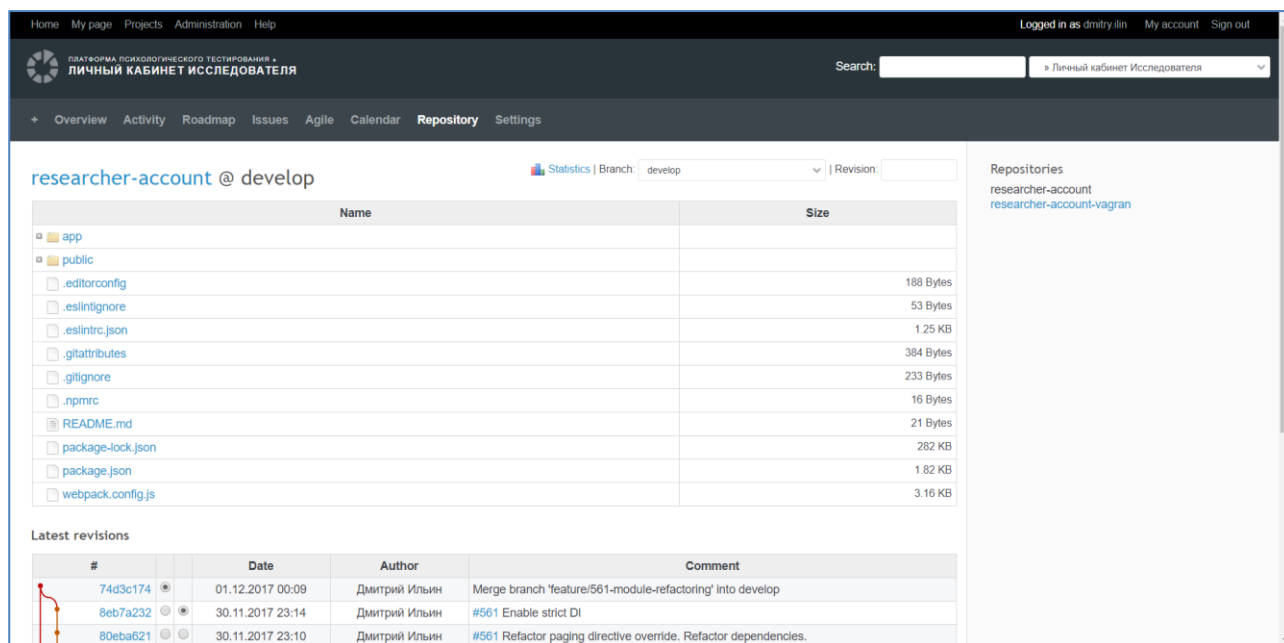 Home My page Projects Administration Help Logged in as dmitry.ilin My account Sign out
ПЛАТФОРМА ПСИХОЛОГИЧЕСКОГО ТЕСТИРОВАНИЯ »
ЛИЧНЫЙ КАБИНЕТ ИССЛЕДОВАТЕЛЯ
Search: » Личный кабинет Исследователя
+ Overview Activity Roadmap Issues Agile Calendar Repository Settings
researcher-account @ develop
Statistics | Branch: develop | Revision:
Repositories
researcher-account
researcher-account-vagran
Name Size
app
public
.editorconfig 188 Bytes
.eslintignore 53 Bytes
.eslintrc.json 1.25 KB
.gitattributes 384 Bytes
.gitignore 233 Bytes
.npmrc 16 Bytes
README.md 21 Bytes
package-lock.json 282 KB
package.json 1.82 KB
webpack.config.js 3.16 KB
Latest revisions
# Date Author Comment
74d3c174 01.12.2017 00:09 Дмитрий Ильин Merge branch 'feature/561-module-refactoring' into develop
8eb7a232 30.11.2017 23:14 Дмитрий Ильин #561 Enable strict DI
80eba621 30.11.2017 23:10 Дмитрий Ильин #561 Refactor paging directive override. Refactor dependencies.